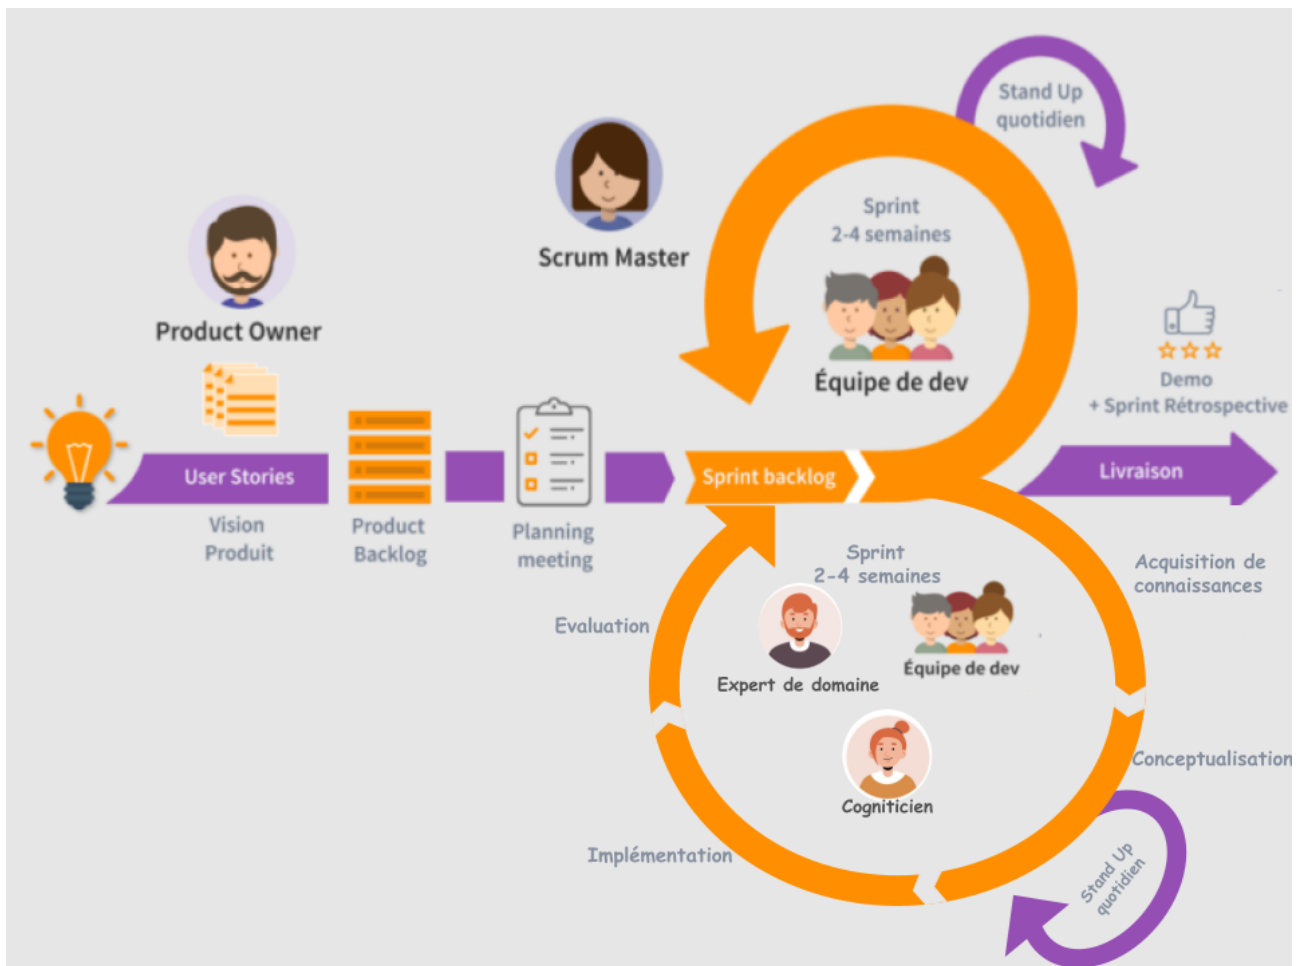 Stand Up
quotidien
Sprint
2-4 semaines
Scrum Master
Product Owner
Équipe de dev
Demo
+ Sprint Rétrospective
User Stories
Sprint backlog
Livraison
Vision
Produit
Product
Backlog
Planning
meeting
Sprint
2-4 semaines
Acquisition de
connaissances
Evaluation
Expert de domaine
Équipe de dev
Conceptualisation
Cogniticien
Implémentation
Stand Up
quotidien